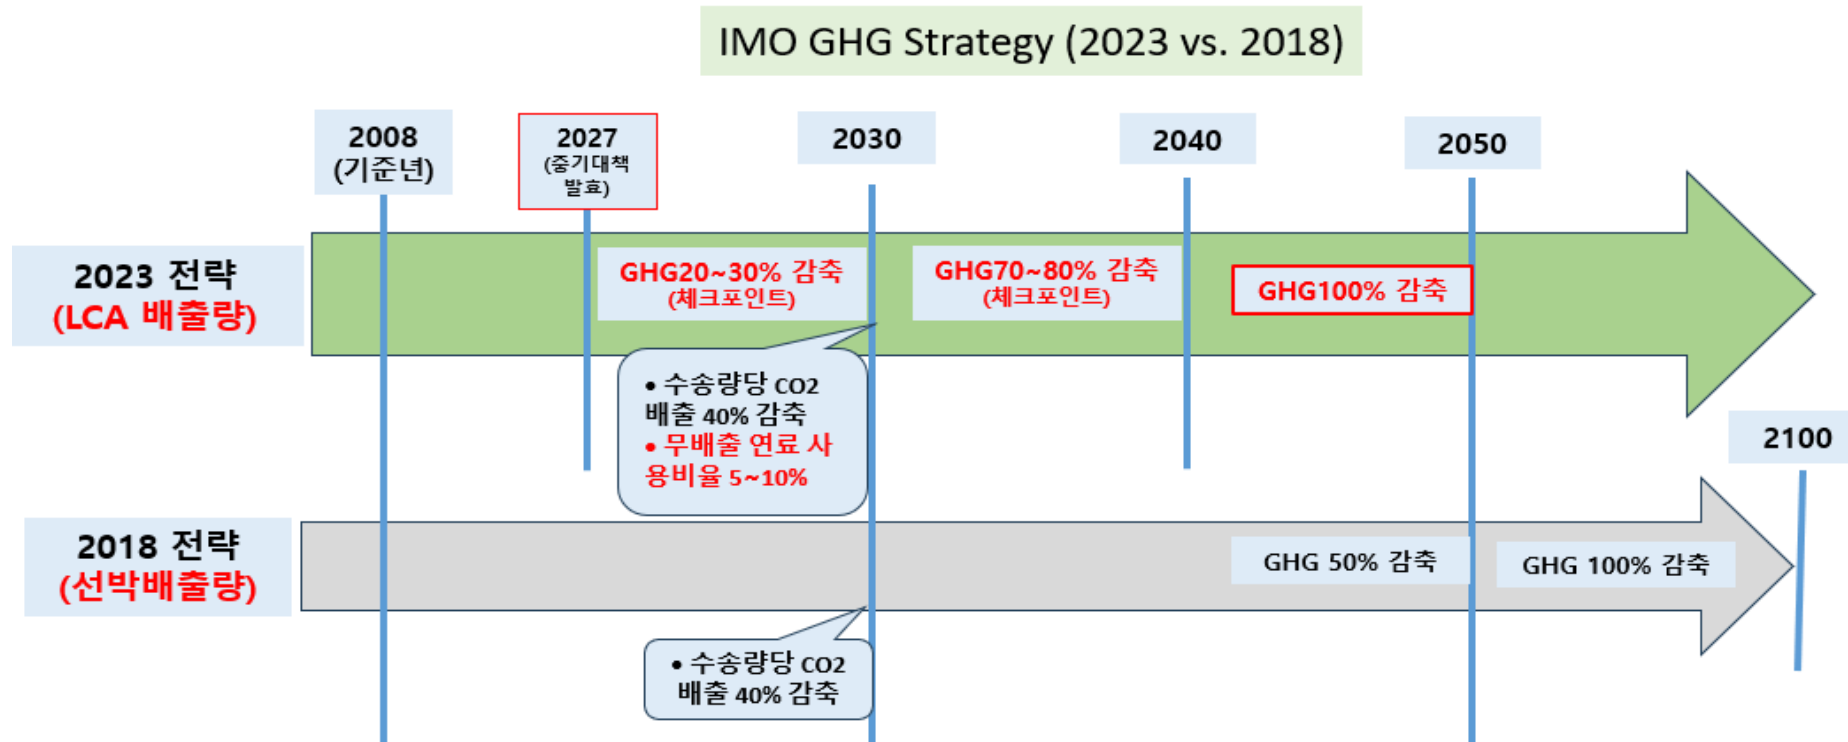 IMO GHG Strategy (2023 vs. 2018)
2008
(기준년)
2027
(중기대책
발효)
2030
2040
2050
2023 전략
(LCA 배출량)
GHG20~30% 감축
(체크포인트)
GHG70~80% 감축
(체크포인트)
GHG100% 감축
• 수송량당 CO2
배출 40% 감축
• 무배출 연료 사
용비율 5~10%
2100
2018 전략
(선박배출량)
GHG 50% 감축
GHG 100% 감축
• 수송량당 CO2
배출 40% 감축